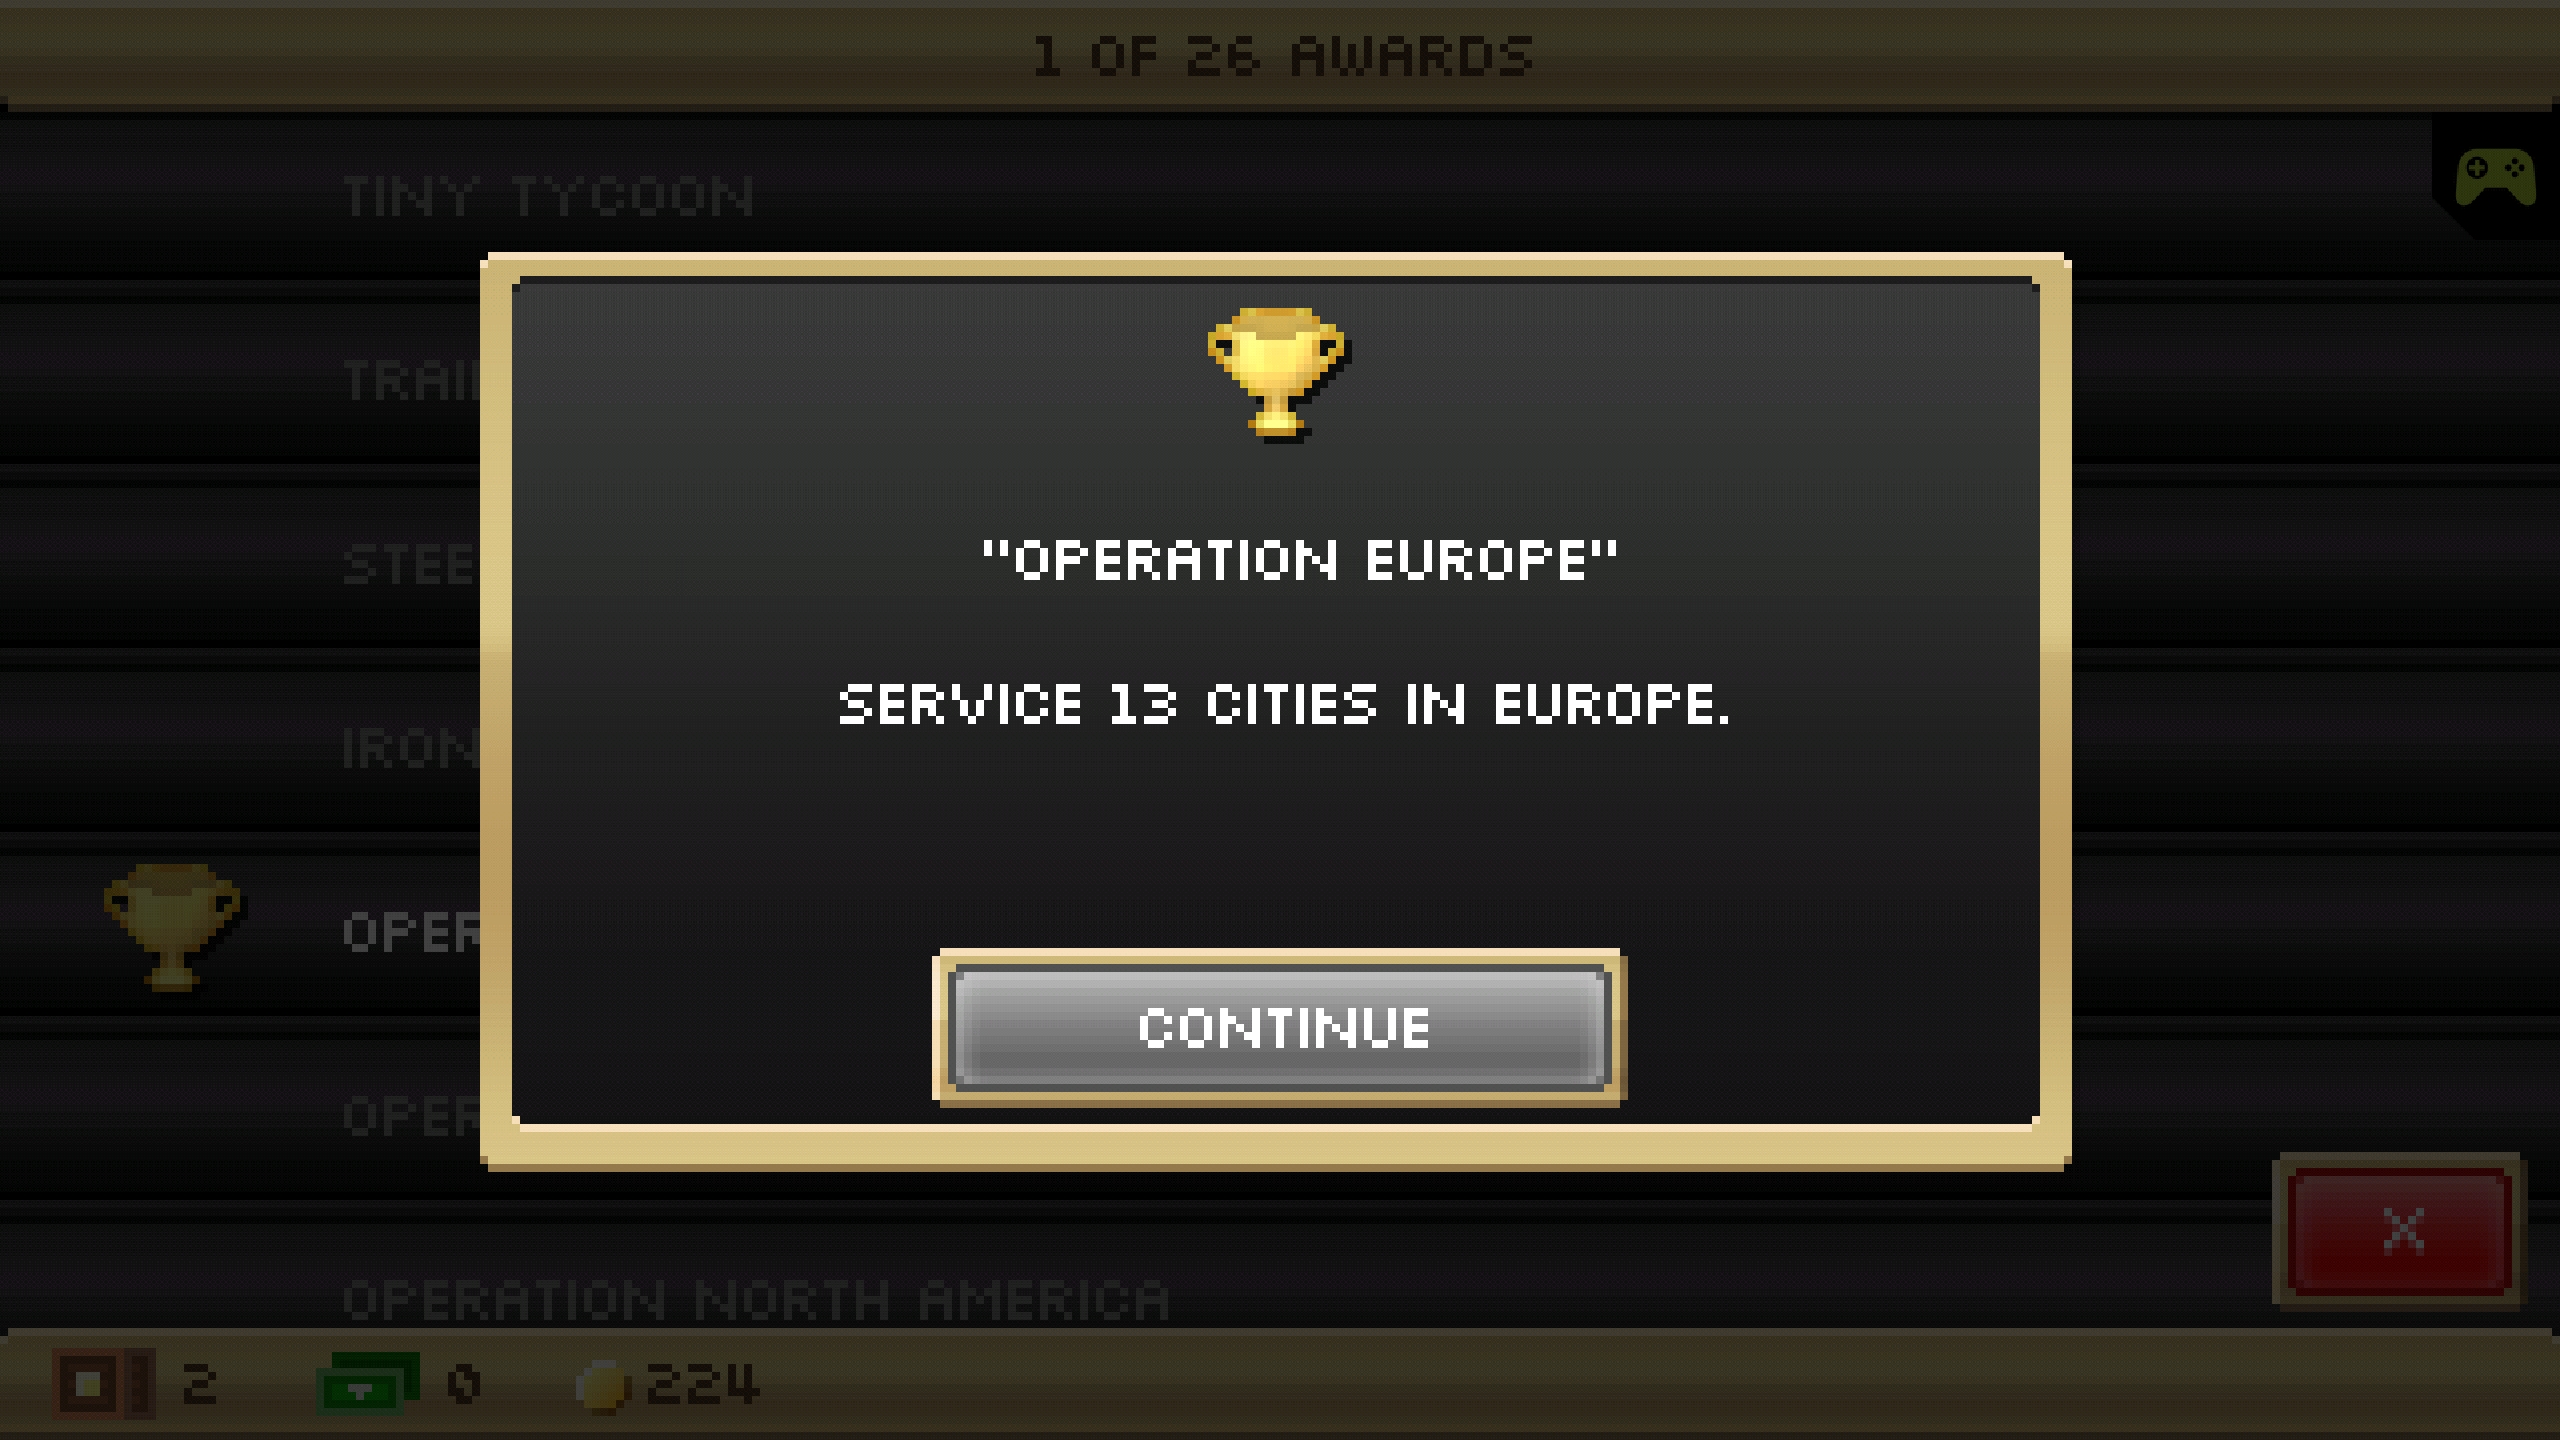 1 OF 26 AWARDS
TINY TYCOON
"OPERATION EUROPE"
SERVICE 13 CITIES IN EUROPE.
CONTINUE
OPERATION NORTH AMERICA
X
2 0 224